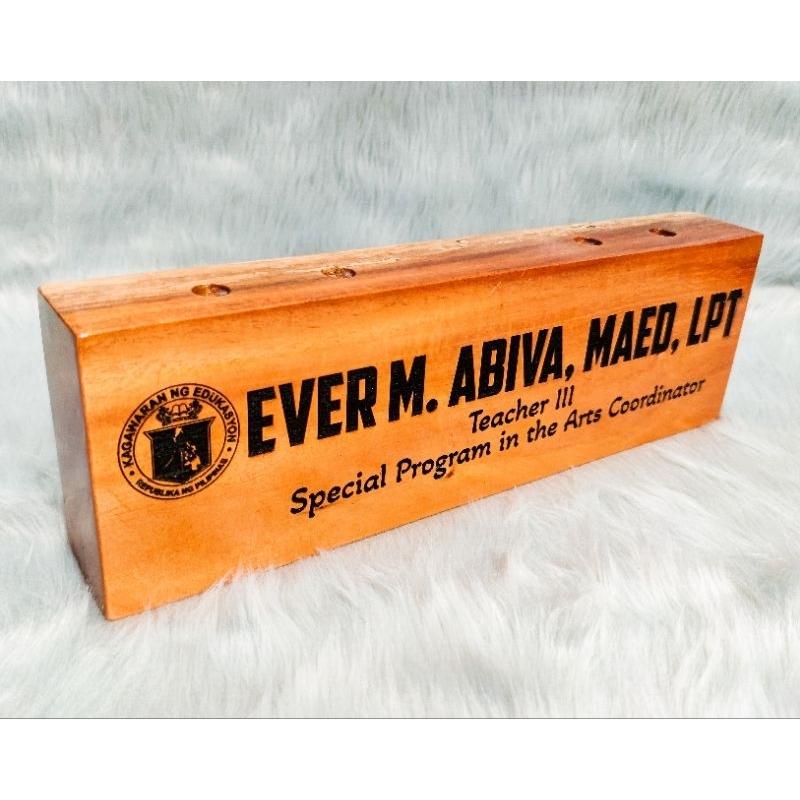 KAGAWARAN NG EDUKASYON
REPUBLIKA NG PILIPINAS
EVER M. ABIVA, MAED, LPT
Teacher III
Special Program in the Arts Coordinator